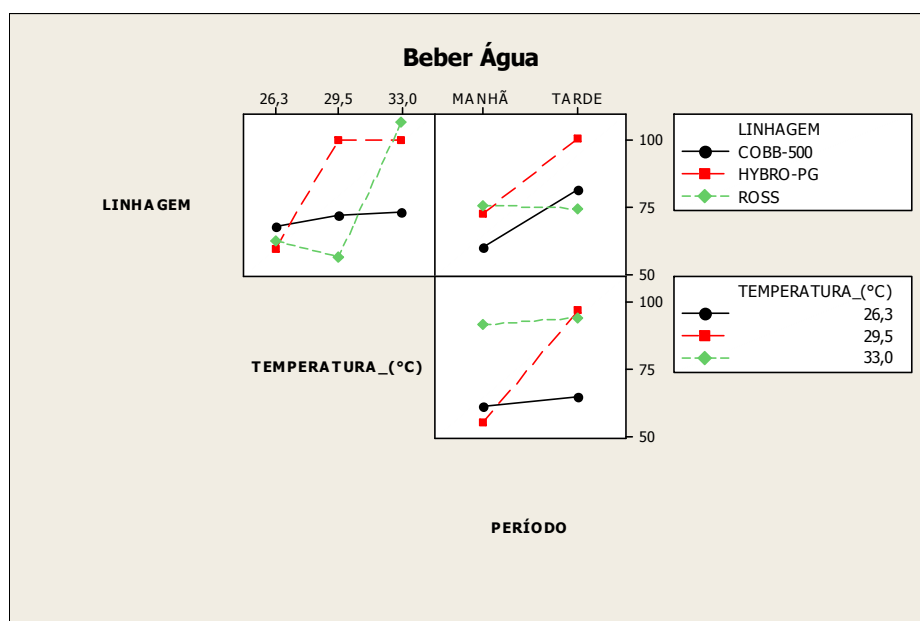 Beber Água
26,3 29,5 33,0 MANHÃ TARDE
LINHAGEM
100
75
50
LINHAGEM
COBB-500
HYBRO-PG
ROSS
TEMPERATURA_(°C)
100
75
50
TEMPERATURA_(°C)
26,3
29,5
33,0
PERÍODO